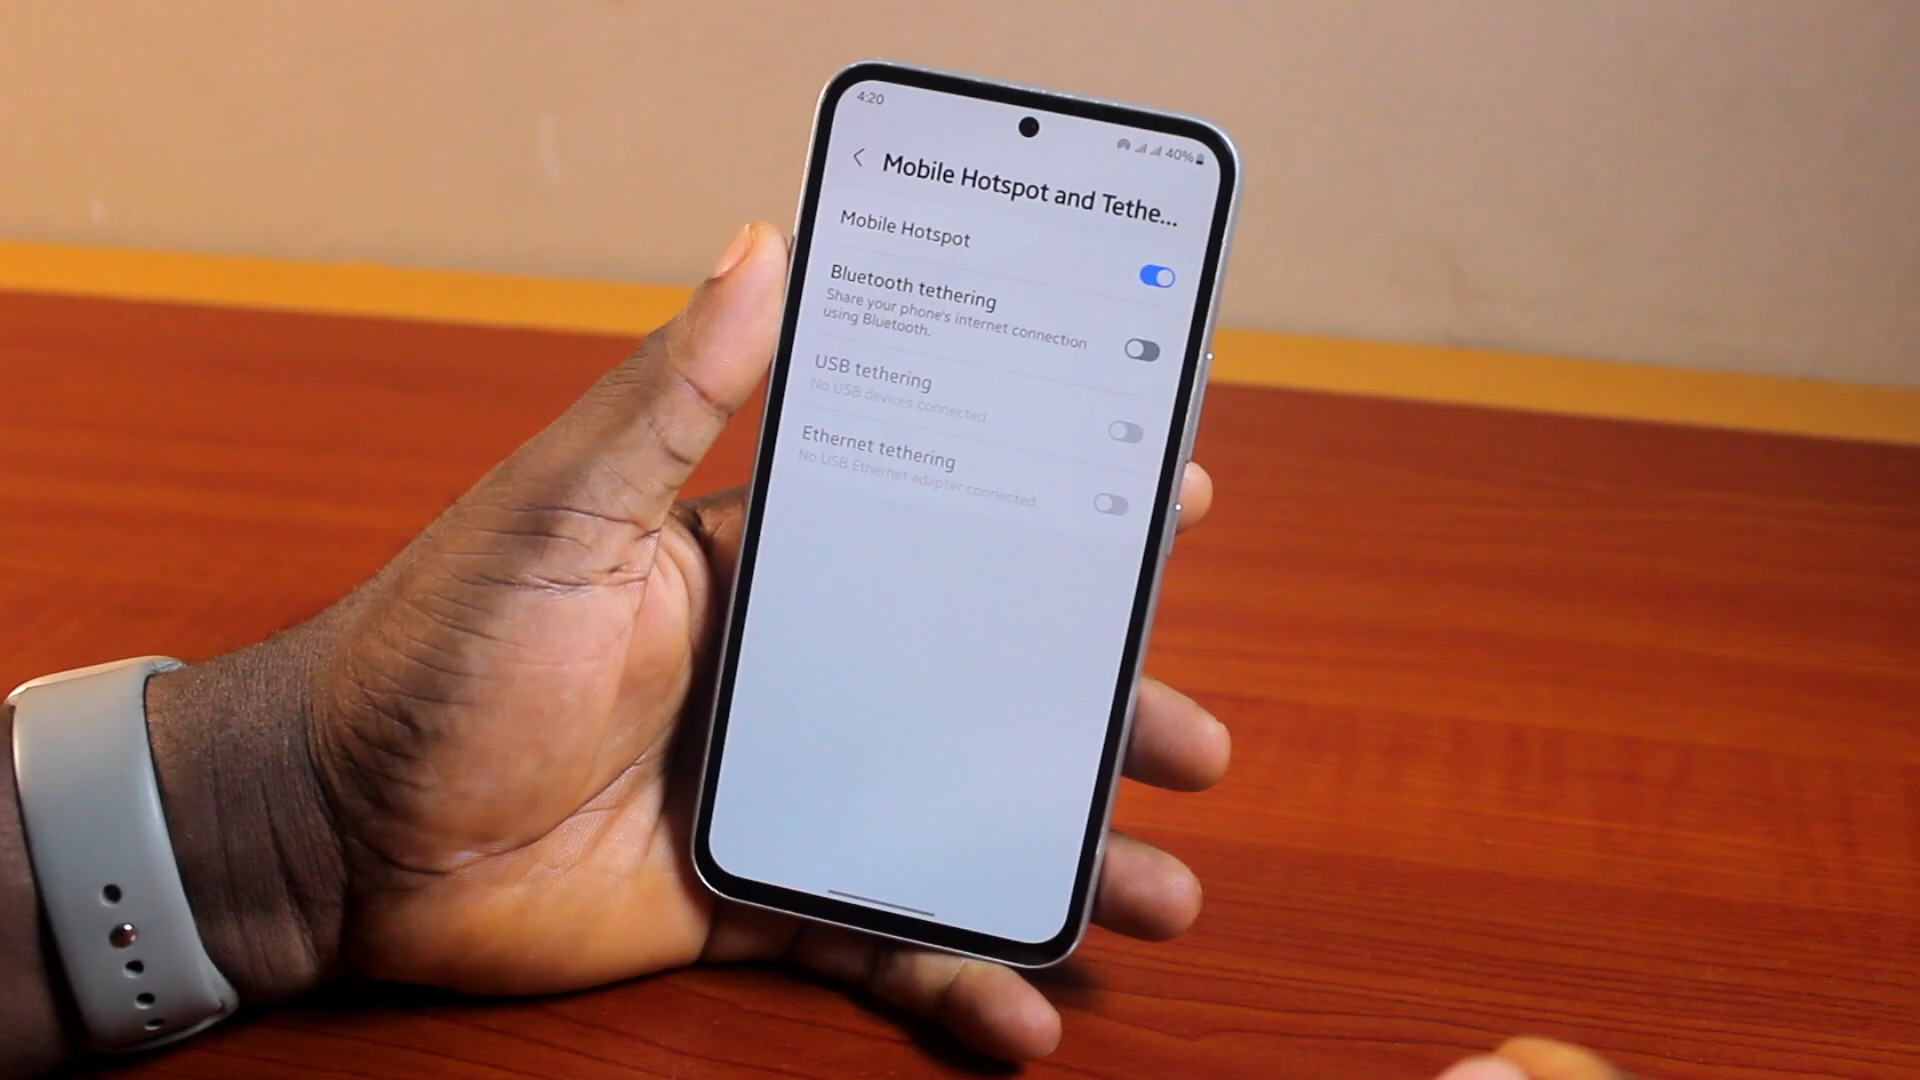 4:20
40%
Mobile Hotspot and Tethe...
Mobile Hotspot
Bluetooth tethering
Share your phone's internet connection
using Bluetooth.
USB tethering
No USB devices connected
Ethernet tethering
No USB Ethernet adapter connected